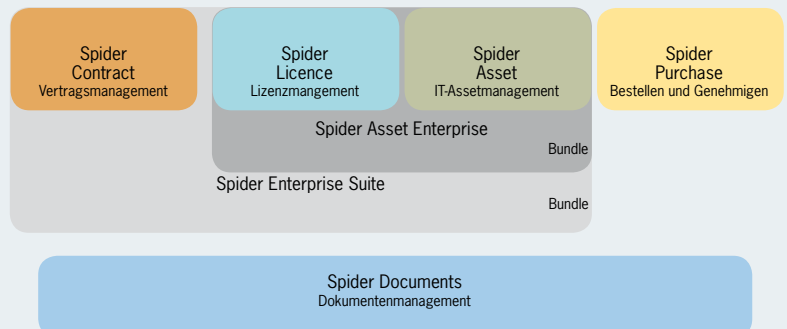 Spider
Contract
Vertragsmanagement
Spider
Licence
Lizenzmangement
Spider
Asset
IT-Assetmanagement
Spider
Purchase
Bestellen und Genehmigen
Spider Asset Enterprise
Bundle
Spider Enterprise Suite
Bundle
Spider Documents
Dokumentenmanagement